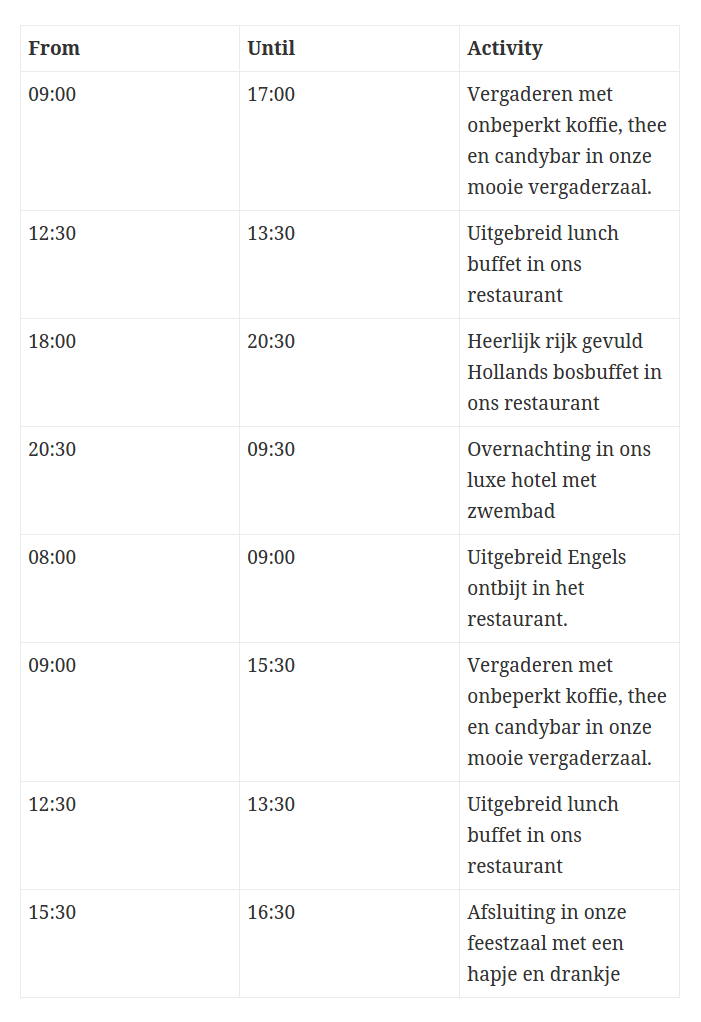 From Until Activity
09:00 17:00 Vergaderen met
onbeperkt koffie, thee
en candybar in onze
mooie vergaderzaal.
12:30 13:30 Uitgebreid lunch
buffet in ons
restaurant
18:00 20:30 Heerlijk rijk gevuld
Hollands bosbuffet in
ons restaurant
20:30 09:30 Overnachting in ons
luxe hotel met
zwembad
08:00 09:00 Uitgebreid Engels
ontbijt in het
restaurant.
09:00 15:30 Vergaderen met
onbeperkt koffie, thee
en candybar in onze
mooie vergaderzaal.
12:30 13:30 Uitgebreid lunch
buffet in ons
restaurant
15:30 16:30 Afsluiting in onze
feestzaal met een
hapje en drankje